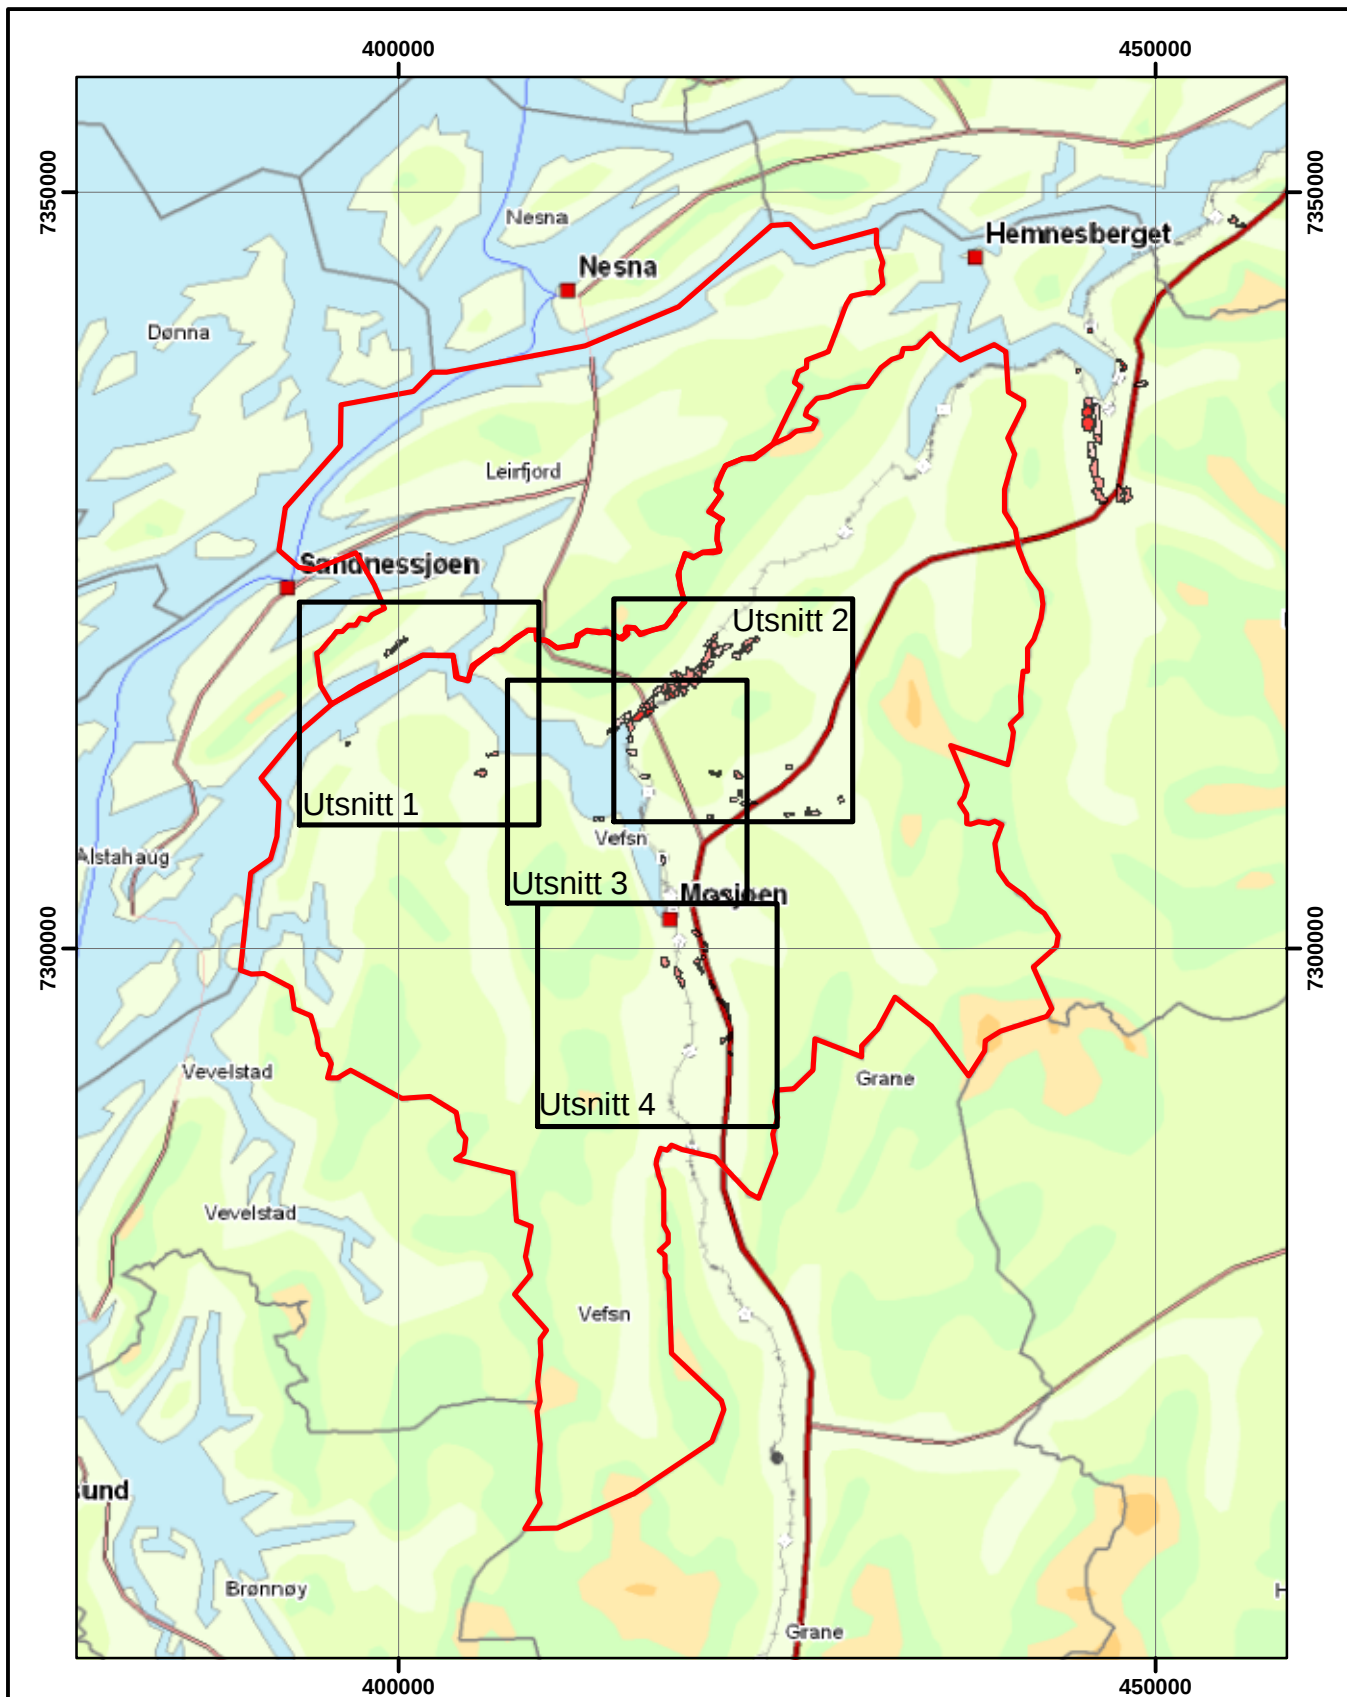 400000
450000
7350000
7350000
Nesna
Hemnesberget
Nesna
Dønna
Leirfjord
Sandnessjøen
Utsnitt 2
Utsnitt 1
Vefsn
Alstahaug
Utsnitt 3
Mosjøen
7300000
7300000
Vevelstad
Grane
Utsnitt 4
Vevelstad
Vefsn
sund
Brønnøy
H
Grane
400000
450000